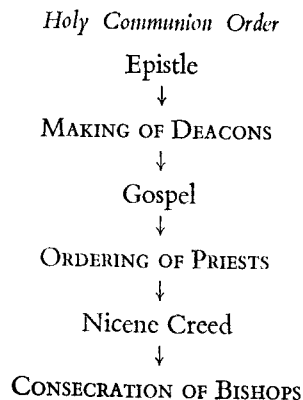 Holy Communion Order
Epistle
↓
MAKING OF DEACONS
↓
Gospel
↓
ORDERING OF PRIESTS
↓
Nicene Creed
↓
CONSECRATION OF BISHOPS